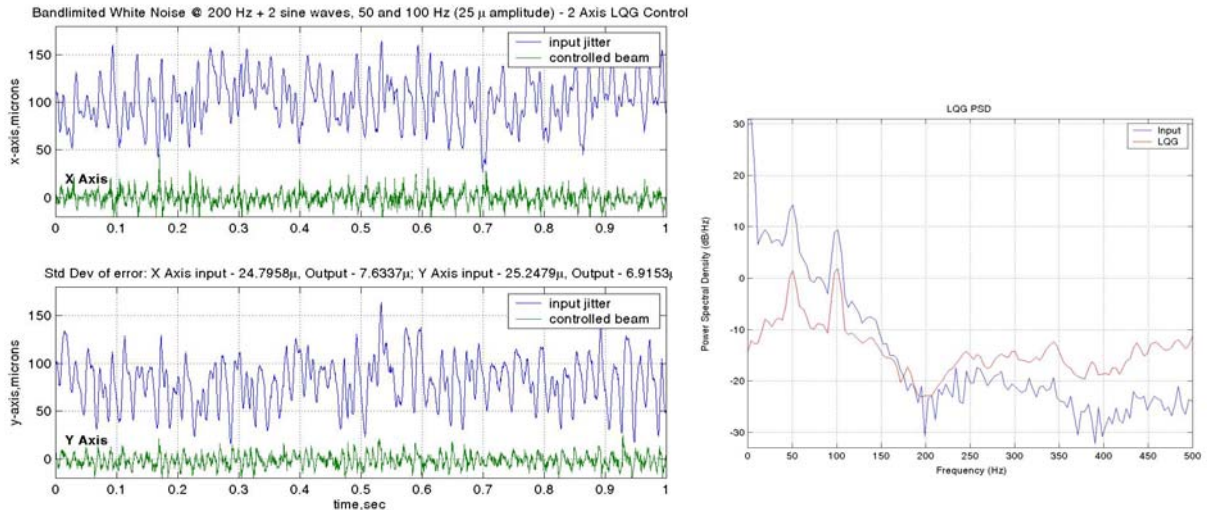 Bandlimited White Noise @ 200 Hz + 2 sine waves, 50 and 100 Hz (25 μ amplitude) - 2 Axis LQG Control
150
100
50
0
x-axis,microns
input jitter
controlled beam
X Axis
0 0.1 0.2 0.3 0.4 0.5 0.6 0.7 0.8 0.9 1
Std Dev of error: X Axis input - 24.7958μ, Output - 7.6337μ; Y Axis input - 25.2479μ, Output - 6.9153μ
150
100
50
0
y-axis,microns
input jitter
controlled beam
Y Axis
0 0.1 0.2 0.3 0.4 0.5 0.6 0.7 0.8 0.9 1
time,sec
LQG PSD
30
20
10
0
-10
-20
-30
Power Spectral Density (dB/Hz)
Input
LQG
0 50 100 150 200 250 300 350 400 450 500
Frequency (Hz)